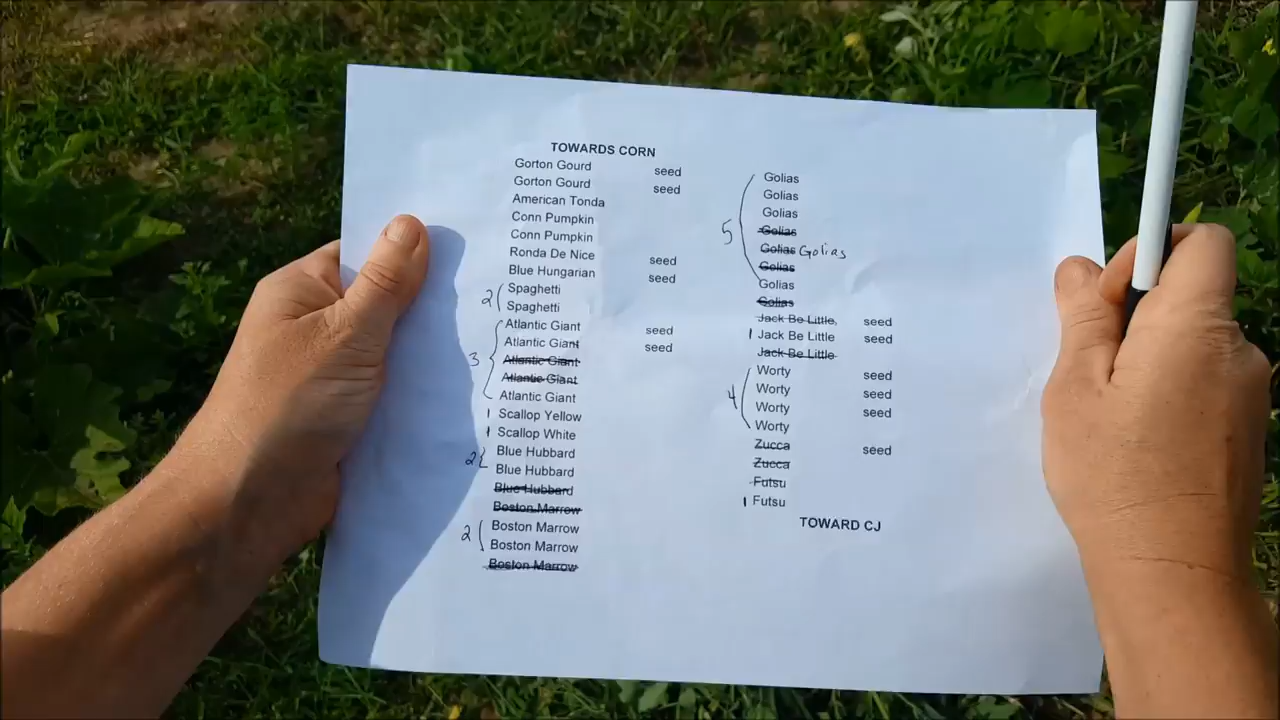 TOWARDS CORN
Gorton Gourd seed
Gorton Gourd seed
American Tonda
Conn Pumpkin
Conn Pumpkin
Ronda De Nice seed
Blue Hungarian seed
2 Spaghetti
Spaghetti
Atlantic Giant seed
Atlantic Giant seed
3 Atlantic Giant
Atlantic Giant
Atlantic Giant
1 Scallop Yellow
1 Scallop White
2 Blue Hubbard
Blue Hubbard
Blue Hubbard
Boston Marrow
2 Boston Marrow
Boston Marrow
Boston Marrow
Golias
Golias
Golias
5 Golias
Golias Golias
Golias
Golias
Golias
Jack Be Little seed
1 Jack Be Little seed
Jack Be Little
Worty seed
4 Worty seed
Worty seed
Worty
Zucca seed
Zucca
Futsu
1 Futsu
TOWARD CJ